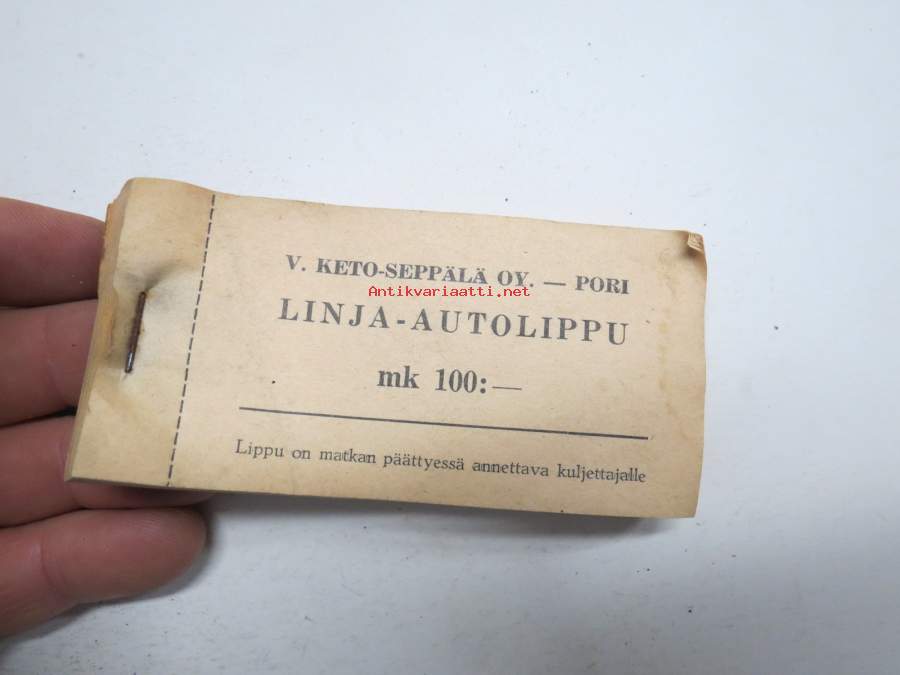 V. KETO-SEPPÄLÄ OY. — PORI
Antikvariaatti.net
LINJA-AUTOLIPPU
mk 100:—
Lippu on matkan päättyessä annettava kuljettajalle